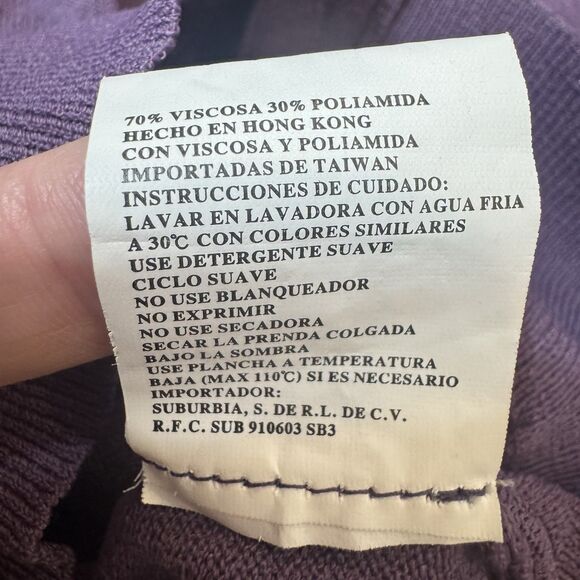 70% VISCOSA 30% POLIAMIDA
HECHO EN HONG KONG
CON VISCOSA Y POLIAMIDA
IMPORTADAS DE TAIWAN
INSTRUCCIONES DE CUIDADO:
LAVAR EN LAVADORA CON AGUA FRIA
A 30℃ CON COLORES SIMILARES
USE DETERGENTE SUAVE
CICLO SUAVE
NO USE BLANQUEADOR
NO EXPRIMIR
NO USE SECADORA
SECAR LA PRENDA COLGADA
BAJO LA SOMBRA
USE PLANCHA A TEMPERATURA
BAJA (MAX 110℃) SI ES NECESARIO
IMPORTADOR:
SUBURBIA, S. DE R.L. DE C.V.
R.F.C. SUB 910603 SB3